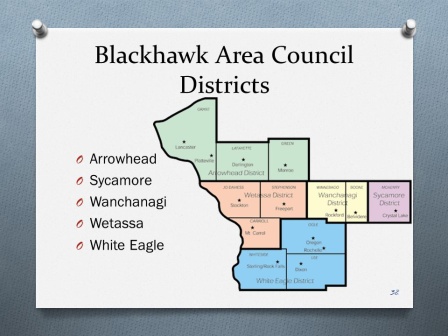 Blackhawk Area Council
Districts
Arrowhead
Sycamore
Wanchanagi
Wetassa
White Eagle
GRANT
Lancaster
Platteville
LAFAYETTE
Darlington
GREEN
Monroe
Arrowhead District
JO DAVIESS
STEPHENSON
Wetassa District
Stockton
Freeport
WINNEBAGO
BOONE
Wanchanagi
District
Rockford
Belvidere
MCHENRY
Sycamore
District
Crystal Lake
CARROLL
Mt. Carroll
OGLE
Oregon
Rochelle
WHITESIDE
Sterling/Rock Falls
LEE
Dixon
White Eagle District
32